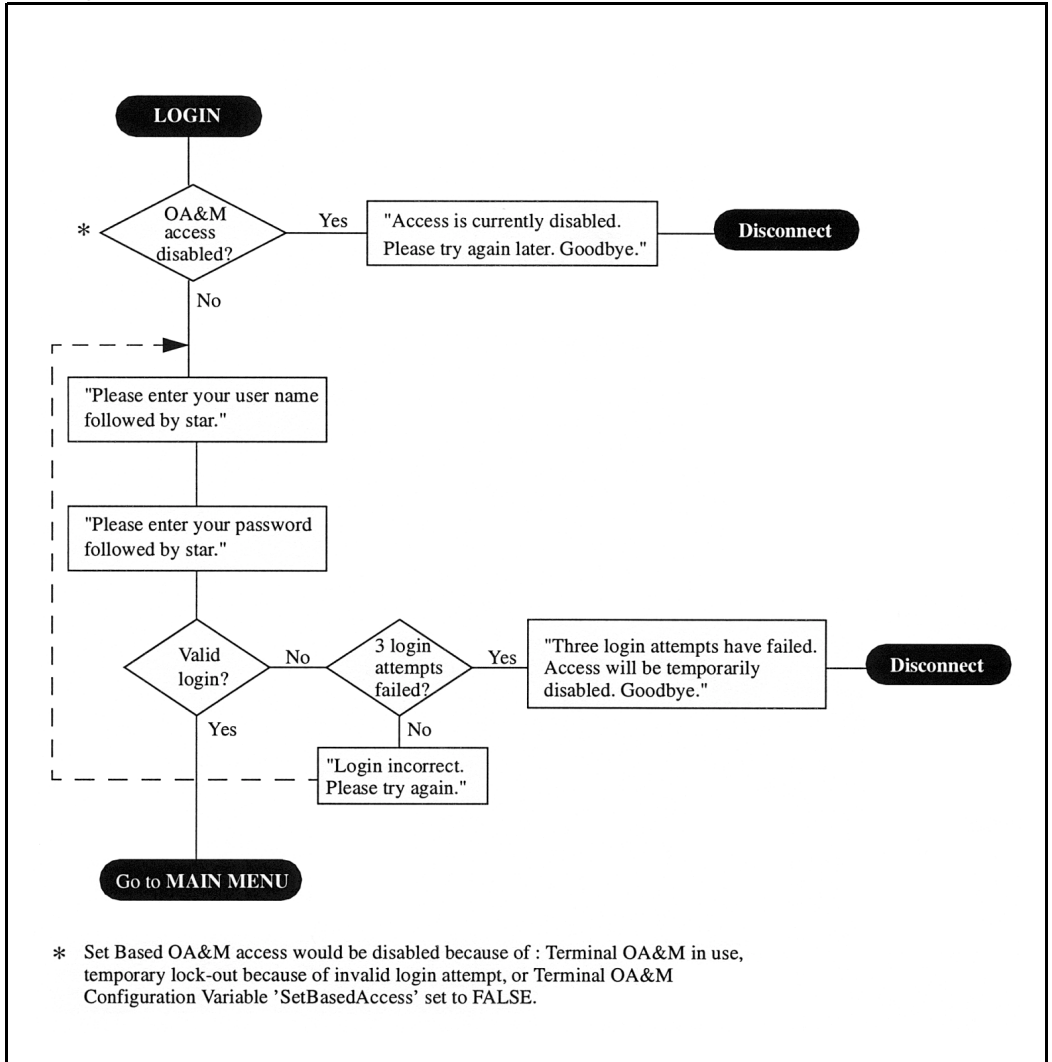 LOGIN
OA&M
access
disabled?
*
Yes
"Access is currently disabled.
Please try again later. Goodbye."
Disconnect
No
"Please enter your user name
followed by star."
"Please enter your password
followed by star."
Valid
login?
No
3 login
attempts
failed?
Yes
"Three login attempts have failed.
Access will be temporarily
disabled. Goodbye."
Disconnect
Yes
No
"Login incorrect.
Please try again."
Go to MAIN MENU
* Set Based OA&M access would be disabled because of : Terminal OA&M in use,
temporary lock-out because of invalid login attempt, or Terminal OA&M
Configuration Variable 'SetBasedAccess' set to FALSE.